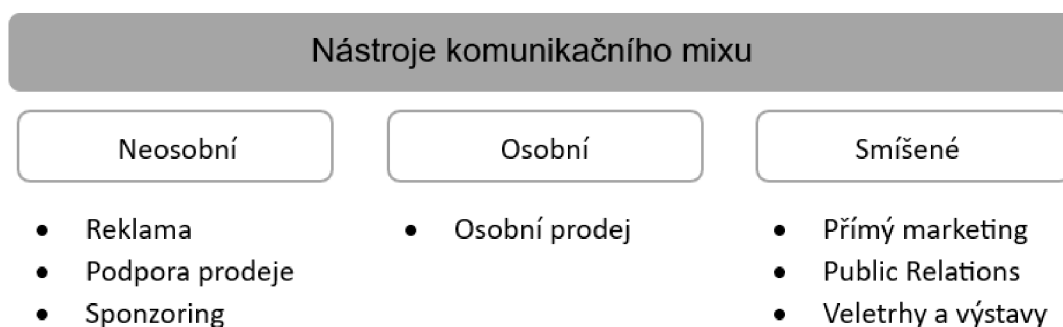 Nástroje komunikačního mixu
Neosobní
Osobní
Smíšené
• Reklama
• Podpora prodeje
• Sponzoring
• Osobní prodej
• Přímý marketing
• Public Relations
• Veletrhy a výstavy